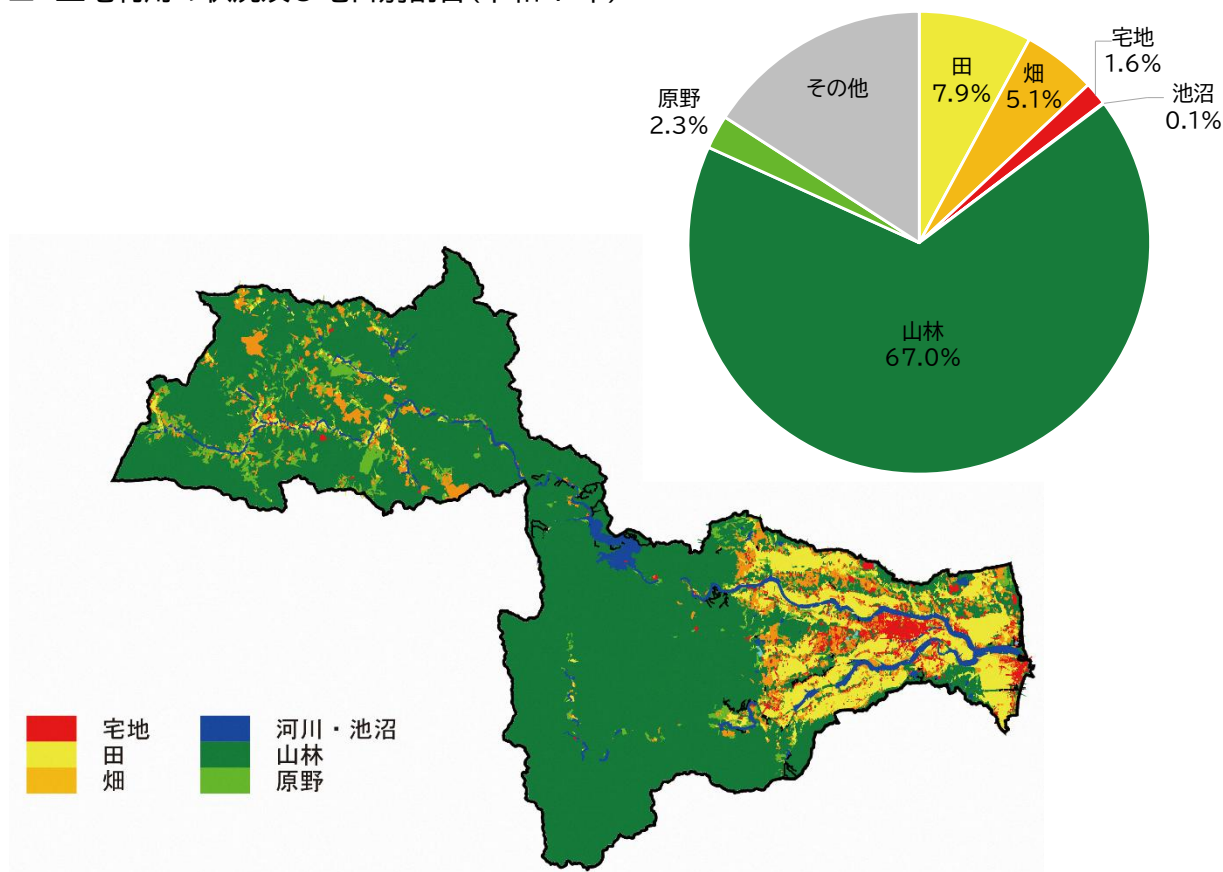 田
7.9%
畑
5.1%
宅地
1.6%
池沼
0.1%
山林
67.0%
原野
2.3%
その他
宅地
田
畑
河川・池沼
山林
原野